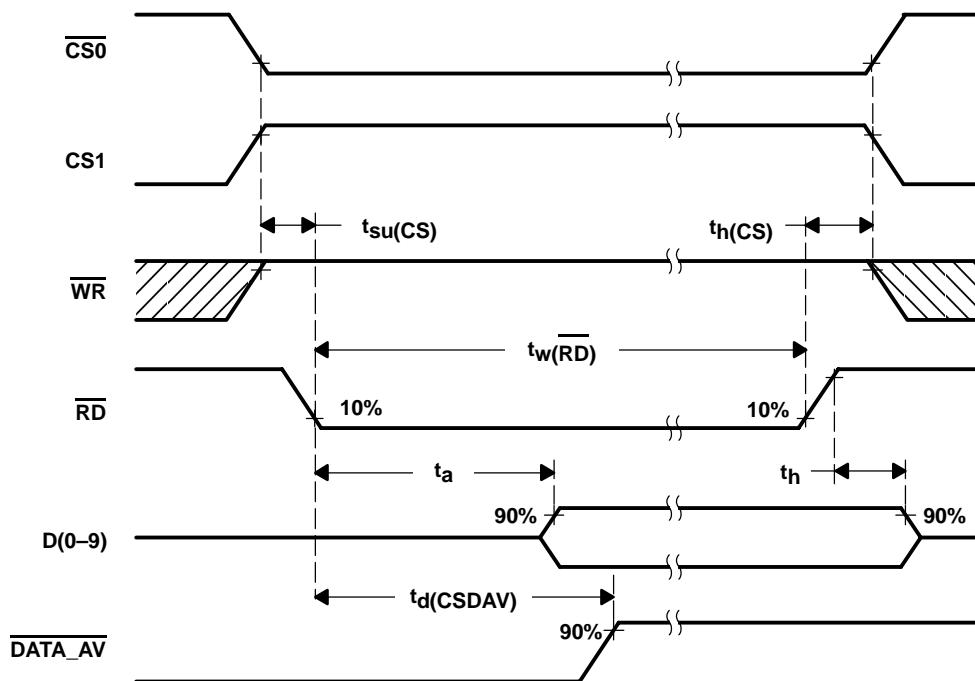 CS0
CS1
tsu(CS) th(CS)
WR
tw(RD)
RD 10% 10%
ta th
90% 90%
D(0–9)
td(CSDAV)
90%
DATA_AV